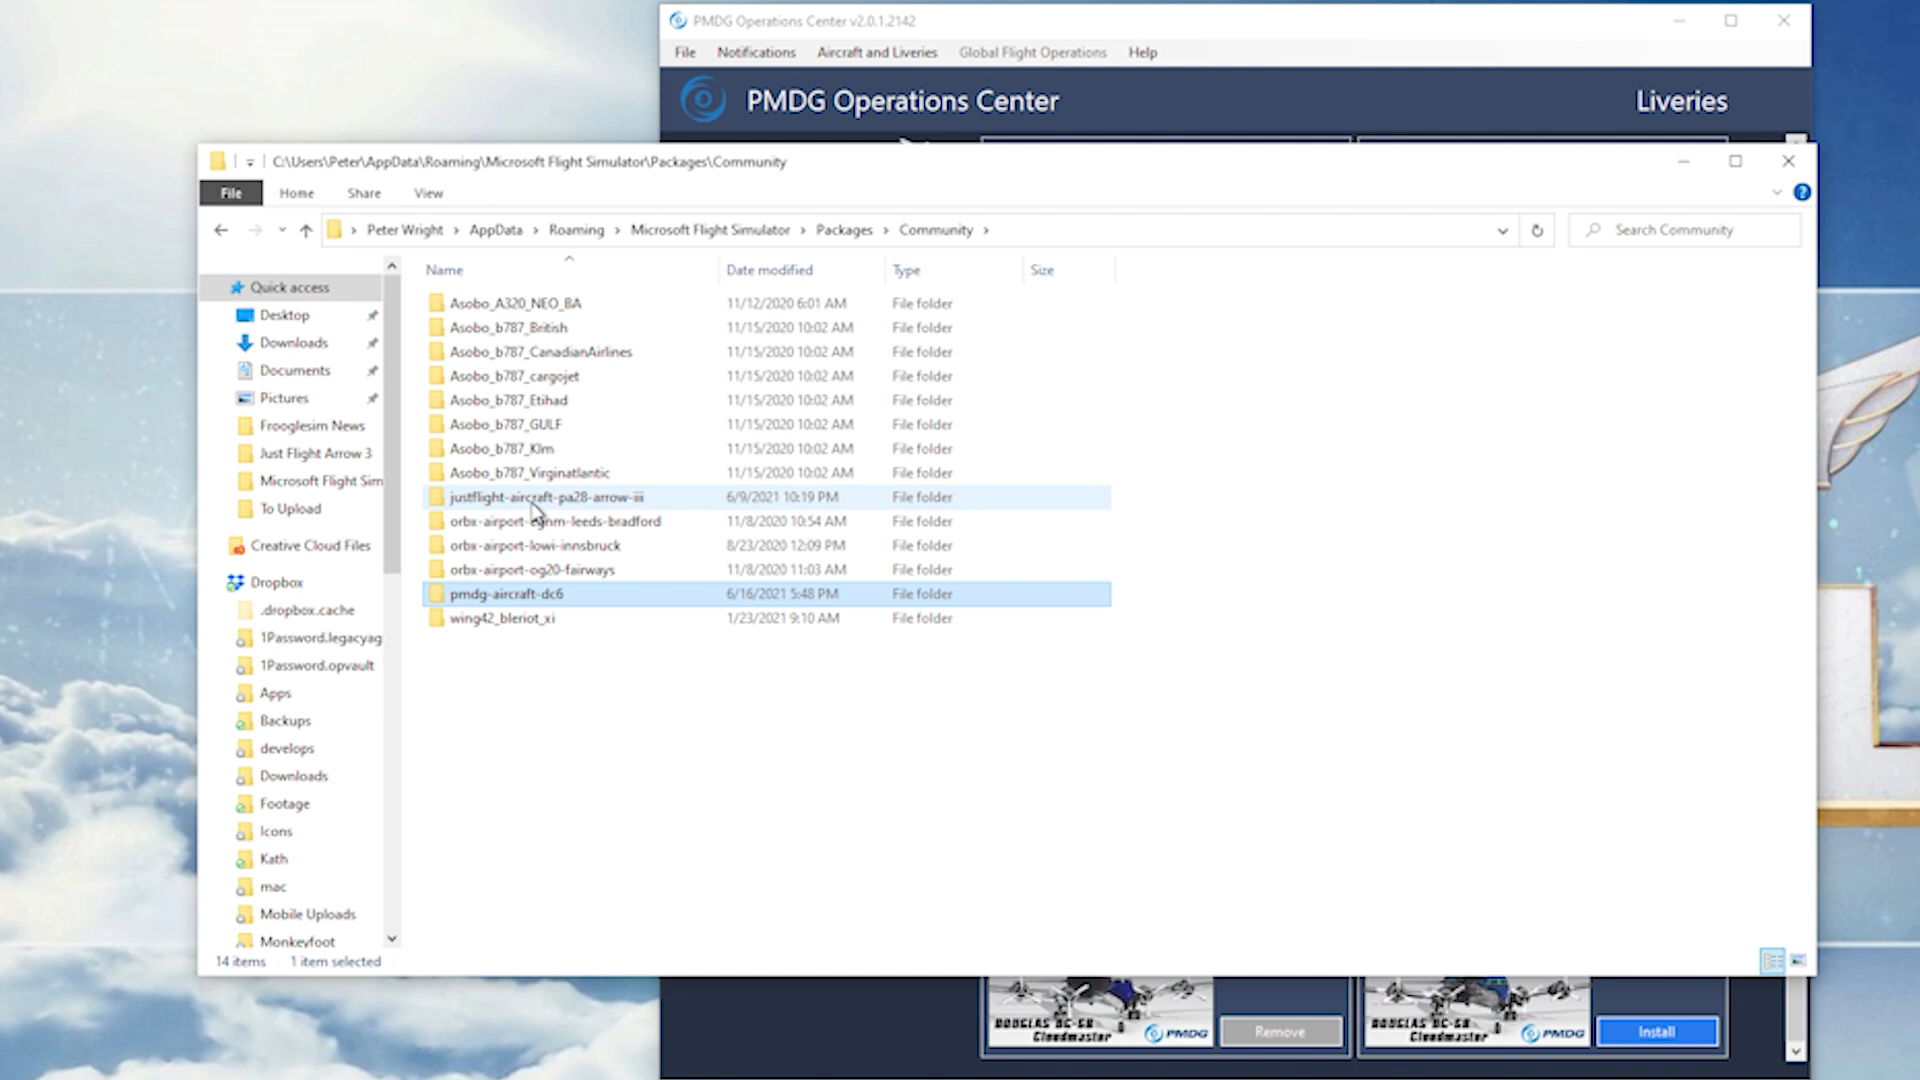 PMDG Operations Center v2.0.1.2142
File Notifications Aircraft and Liveries Global Flight Operations Help
PMDG Operations Center Liveries
C:\Users\Peter\AppData\Roaming\Microsoft Flight Simulator\Packages\Community
File Home Share View
Peter Wright > AppData > Roaming > Microsoft Flight Simulator > Packages > Community >
Search Community
Name Date modified Type Size
Quick access
Desktop
Downloads
Documents
Pictures
Frooglesim News
Just Flight Arrow 3
Microsoft Flight Sim
To Upload
Creative Cloud Files
Dropbox
.dropbox.cache
1Password.legacyag
1Password.opvault
Apps
Backups
develops
Downloads
Footage
Icons
Kath
mac
Mobile Uploads
Monkeyfoot
Asobo_A320_NEO_BA 11/12/2020 6:01 AM File folder
Asobo_b787_British 11/15/2020 10:02 AM File folder
Asobo_b787_CanadianAirlines 11/15/2020 10:02 AM File folder
Asobo_b787_cargojet 11/15/2020 10:02 AM File folder
Asobo_b787_Etihad 11/15/2020 10:02 AM File folder
Asobo_b787_GULF 11/15/2020 10:02 AM File folder
Asobo_b787_Klm 11/15/2020 10:02 AM File folder
Asobo_b787_Virginatlantic 11/15/2020 10:02 AM File folder
justflight-aircraft-pa28-arrow-iii 6/9/2021 10:19 PM File folder
orbx-airport-egnm-leeds-bradford 11/8/2020 10:54 AM File folder
orbx-airport-lowi-innsbruck 8/23/2020 12:09 PM File folder
orbx-airport-og20-fairways 11/8/2020 11:03 AM File folder
pmdg-aircraft-dc6 6/16/2021 5:48 PM File folder
wing42_bleriot_xi 1/23/2021 9:10 AM File folder
14 items 1 item selected
DOUGLAS DC-6B
Cloudmaster
PMDG
Remove
DOUGLAS DC-6B
Cloudmaster
PMDG
Install